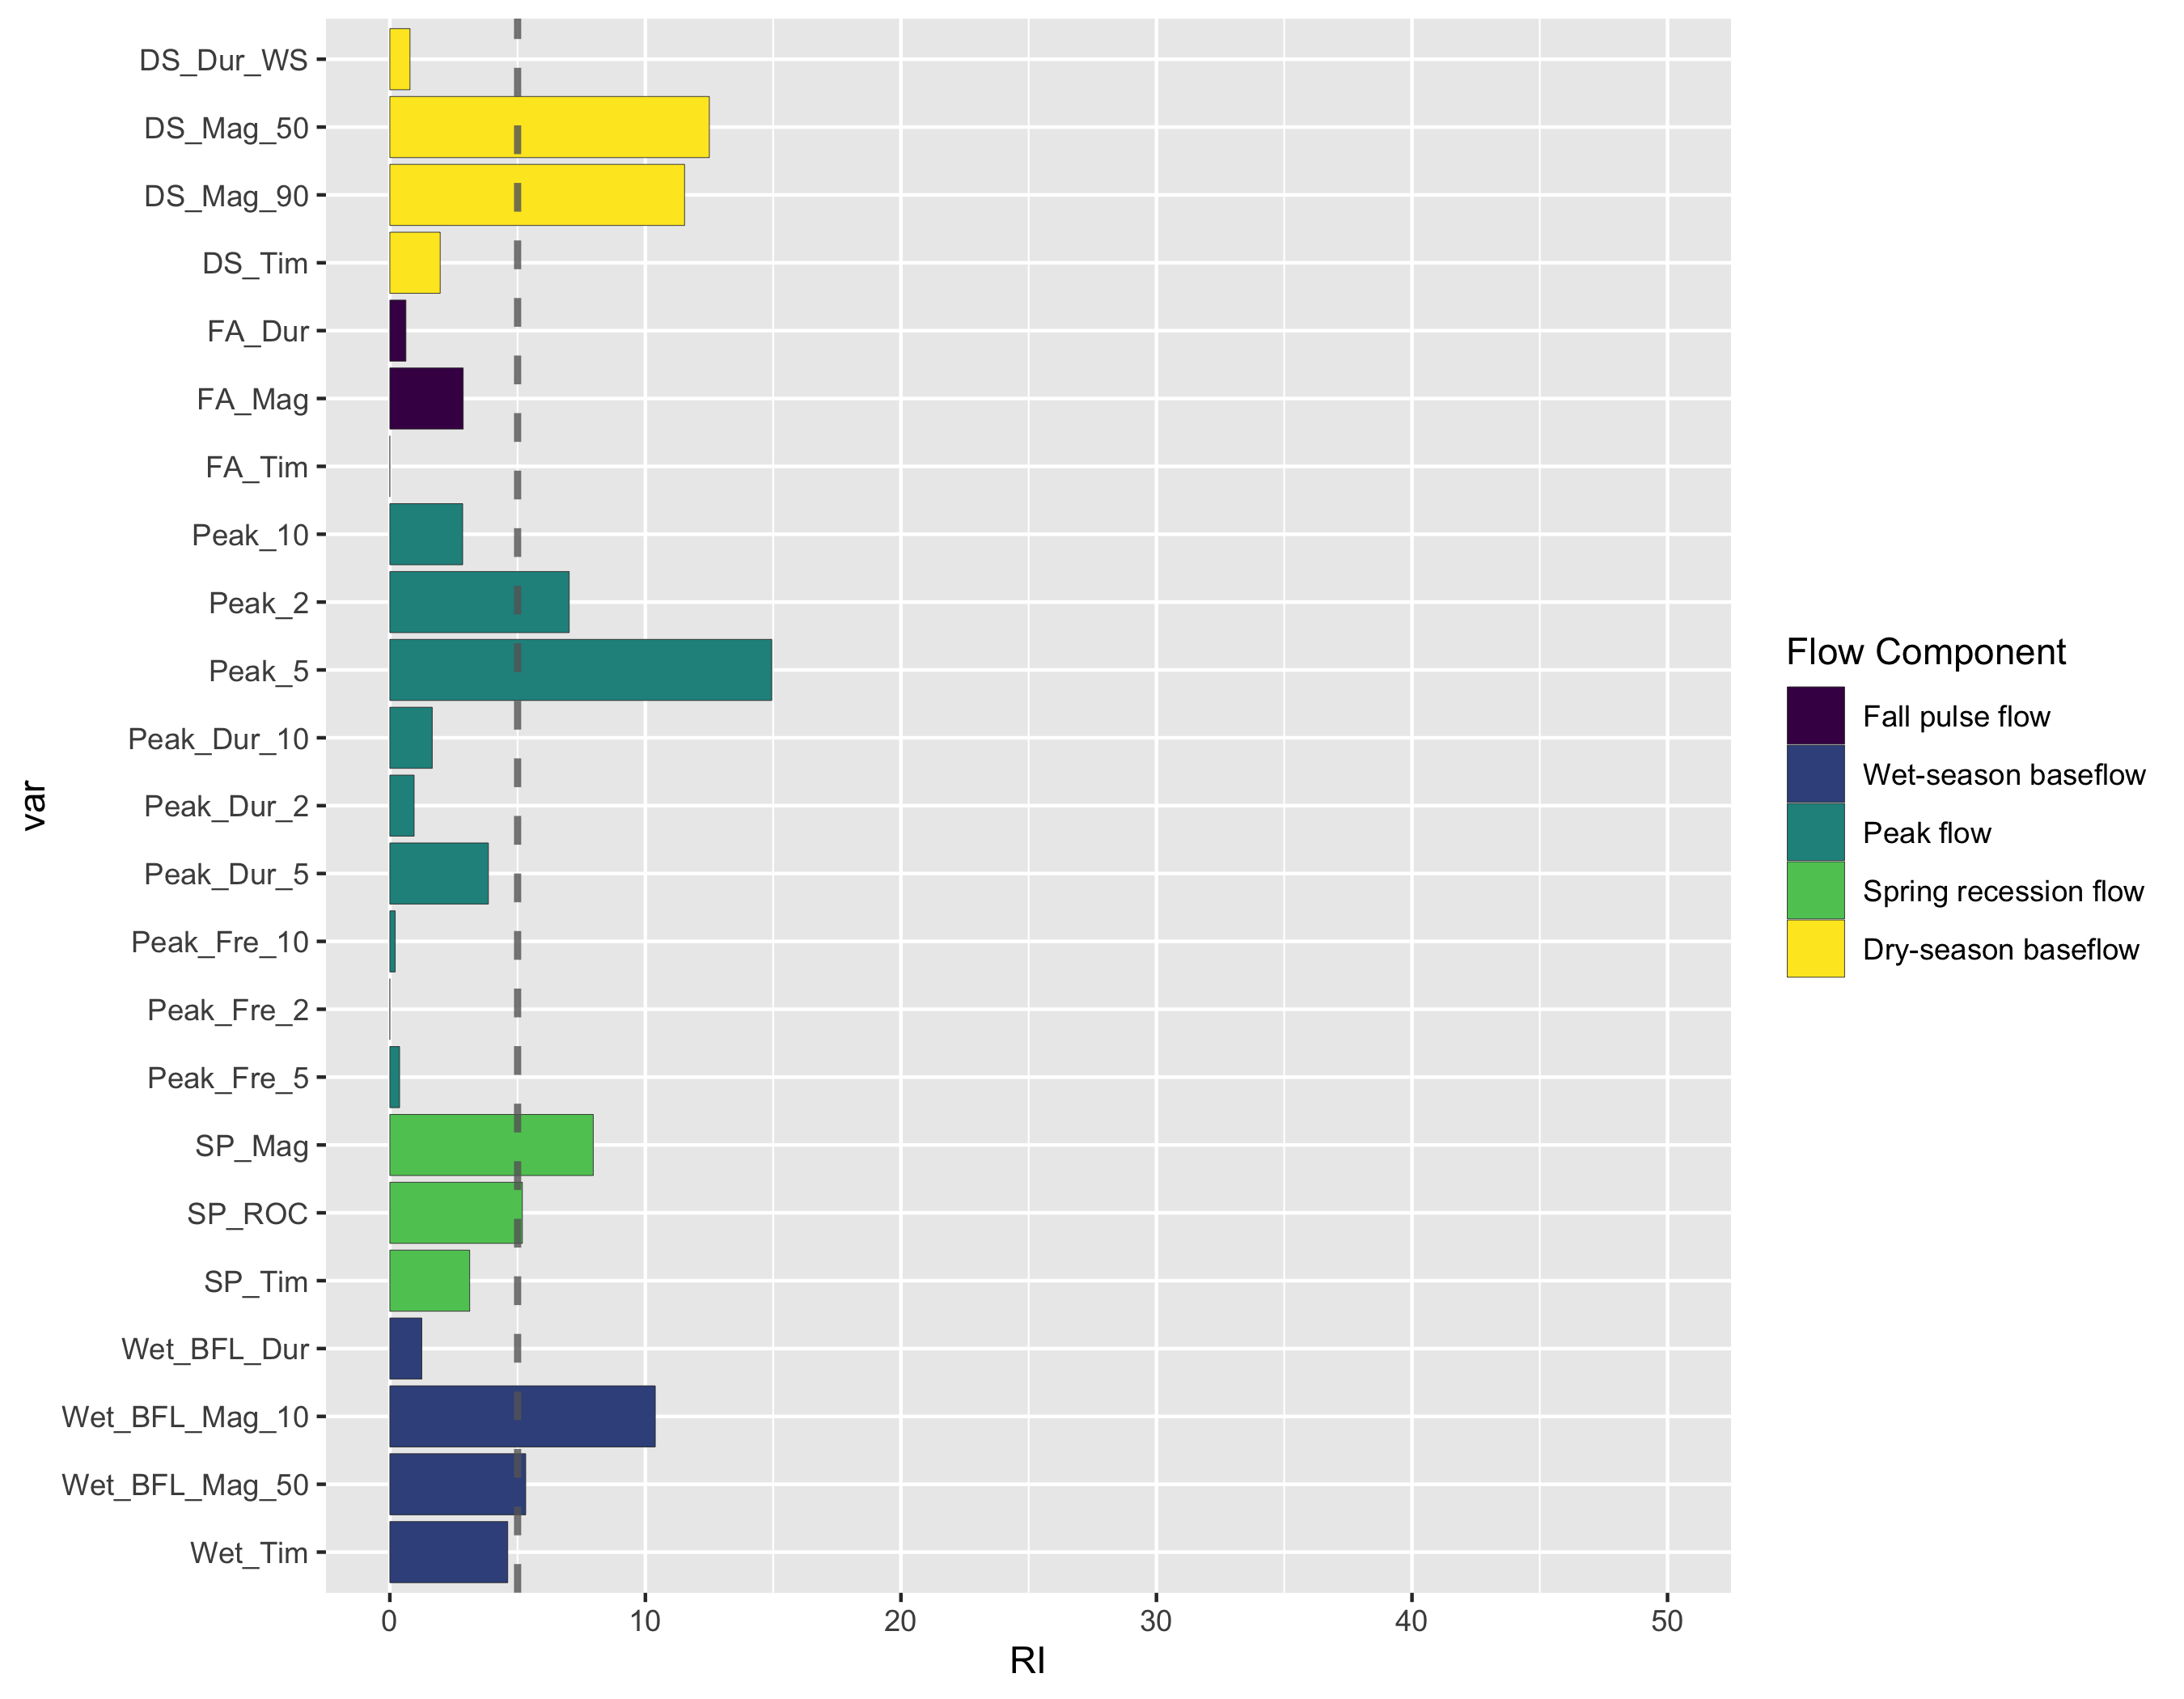 DS_Dur_WS
DS_Mag_50
DS_Mag_90
DS_Tim
FA_Dur
FA_Mag
FA_Tim
Peak_10
Peak_2
Peak_5
Peak_Dur_10
Peak_Dur_2
Peak_Dur_5
Peak_Fre_10
Peak_Fre_2
Peak_Fre_5
SP_Mag
SP_ROC
SP_Tim
Wet_BFL_Dur
Wet_BFL_Mag_10
Wet_BFL_Mag_50
Wet_Tim
var
0 10 20 30 40 50
RI
Flow Component
Fall pulse flow
Wet-season baseflow
Peak flow
Spring recession flow
Dry-season baseflow